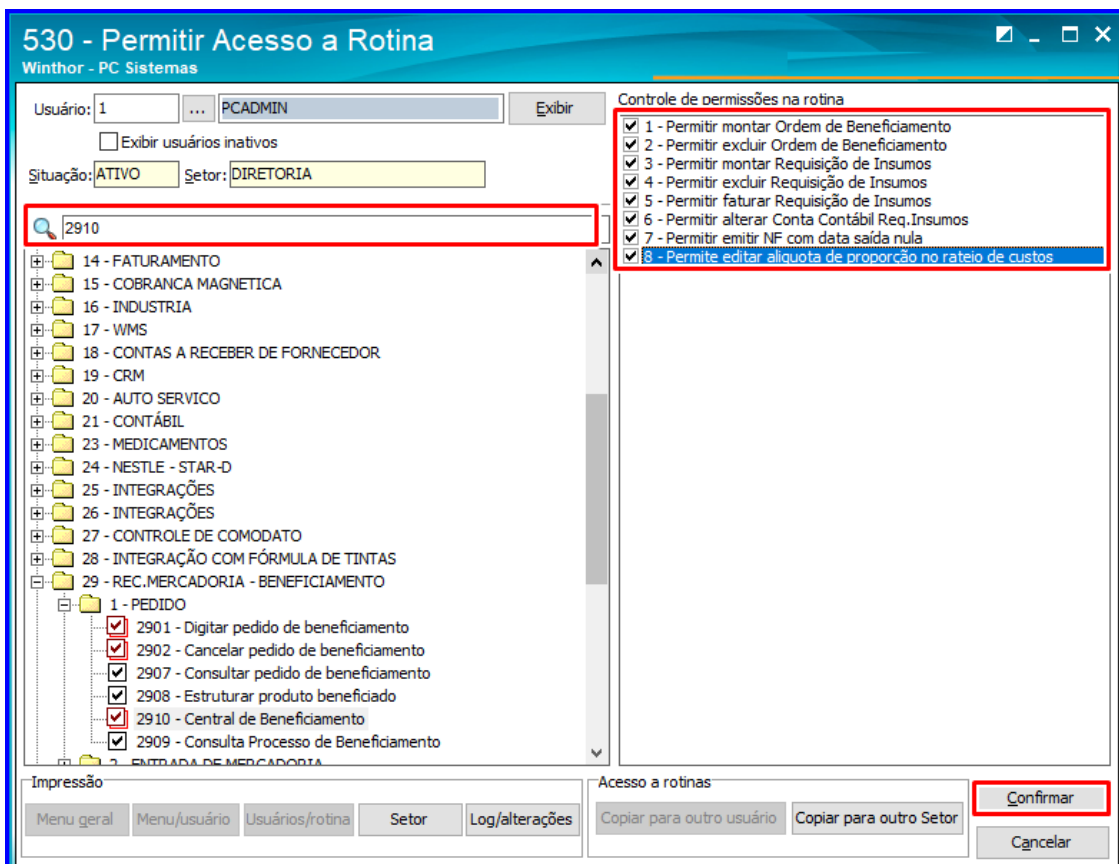 530 - Permitir Acesso a Rotina
Winthor - PC Sistemas
Usuário: 1 ... PCADMIN Exibir
Exibir usuários inativos
Situação: ATIVO Setor: DIRETORIA
2910
14 - FATURAMENTO
15 - COBRANCA MAGNETICA
16 - INDUSTRIA
17 - WMS
18 - CONTAS A RECEBER DE FORNECEDOR
19 - CRM
20 - AUTO SERVICO
21 - CONTÁBIL
23 - MEDICAMENTOS
24 - NESTLE - STAR-D
25 - INTEGRAÇÕES
26 - INTEGRAÇÕES
27 - CONTROLE DE COMODATO
28 - INTEGRAÇÃO COM FÓRMULA DE TINTAS
29 - REC.MERCADORIA - BENEFICIAMENTO
1 - PEDIDO
2901 - Digitar pedido de beneficiamento
2902 - Cancelar pedido de beneficiamento
2907 - Consultar pedido de beneficiamento
2908 - Estruturar produto beneficiado
2910 - Central de Beneficiamento
2909 - Consulta Processo de Beneficiamento
2 - ENTRADA DE MERCADORIA
Controle de permissões na rotina
1 - Permitir montar Ordem de Beneficiamento
2 - Permitir excluir Ordem de Beneficiamento
3 - Permitir montar Requisição de Insumos
4 - Permitir excluir Requisição de Insumos
5 - Permitir faturar Requisição de Insumos
6 - Permitir alterar Conta Contábil Req.Insumos
7 - Permitir emitir NF com data saída nula
8 - Permite editar aliquota de proporção no rateio de custos
Impressão
Menu geral Menu/usuário Usuários/rotina Setor Log/alterações
Acesso a rotinas
Copiar para outro usuário Copiar para outro Setor
Confirmar
Cancelar